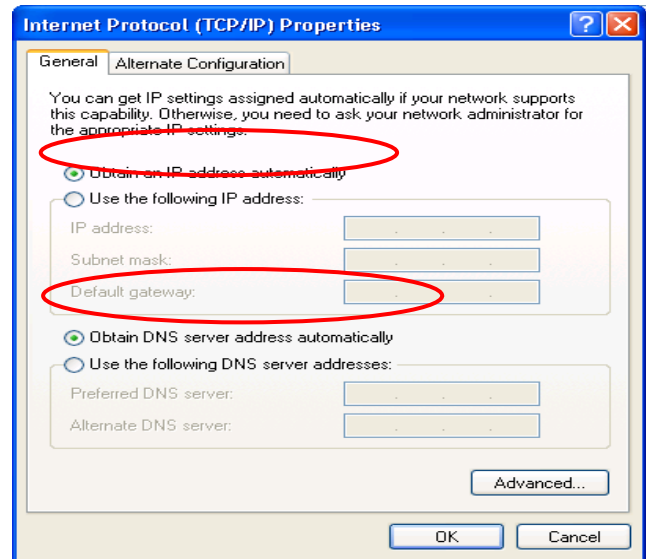 Internet Protocol (TCP/IP) Properties
General
Alternate Configuration
You can get IP settings assigned automatically if your network supports
this capability. Otherwise, you need to ask your network administrator for
the appropriate IP settings.
Obtain an IP address automatically
Use the following IP address:
IP address:
Subnet mask:
Default gateway:
Obtain DNS server address automatically
Use the following DNS server addresses:
Preferred DNS server:
Alternate DNS server:
Advanced...
OK
Cancel